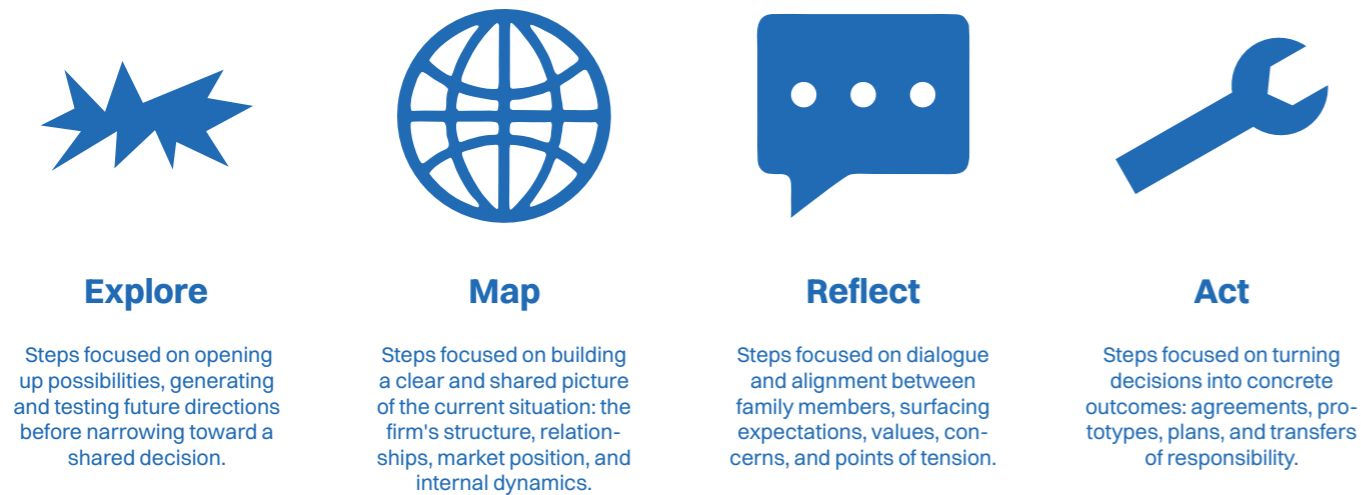 Explore
Steps focused on opening
up possibilities, generating
and testing future directions
before narrowing toward a
shared decision.
Map
Steps focused on building
a clear and shared picture
of the current situation: the
firm's structure, relation-
ships, market position, and
internal dynamics.
Reflect
Steps focused on dialogue
and alignment between
family members, surfacing
expectations, values, con-
cerns, and points of tension.
Act
Steps focused on turning
decisions into concrete
outcomes: agreements, pro-
totypes, plans, and transfers
of responsibility.